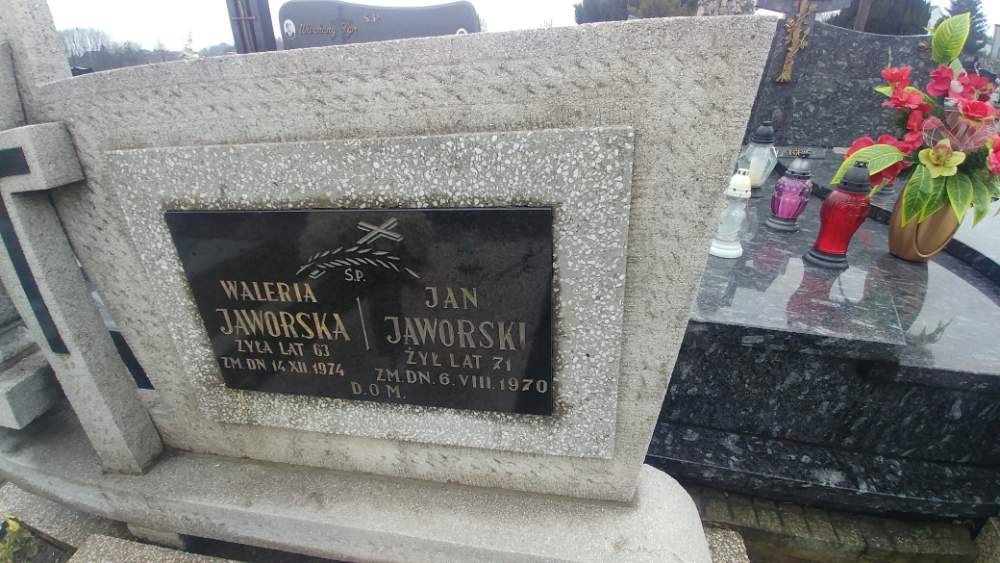 Ś.P.
WALERIA
JAWORSKA
ŻYŁA LAT 63
ZM. DN 14.XII.1974
JAN
JAWORSKI
ŻYŁ LAT 71
ZM. DN. 6.VIII.1970
D.O M.
Ś.P.